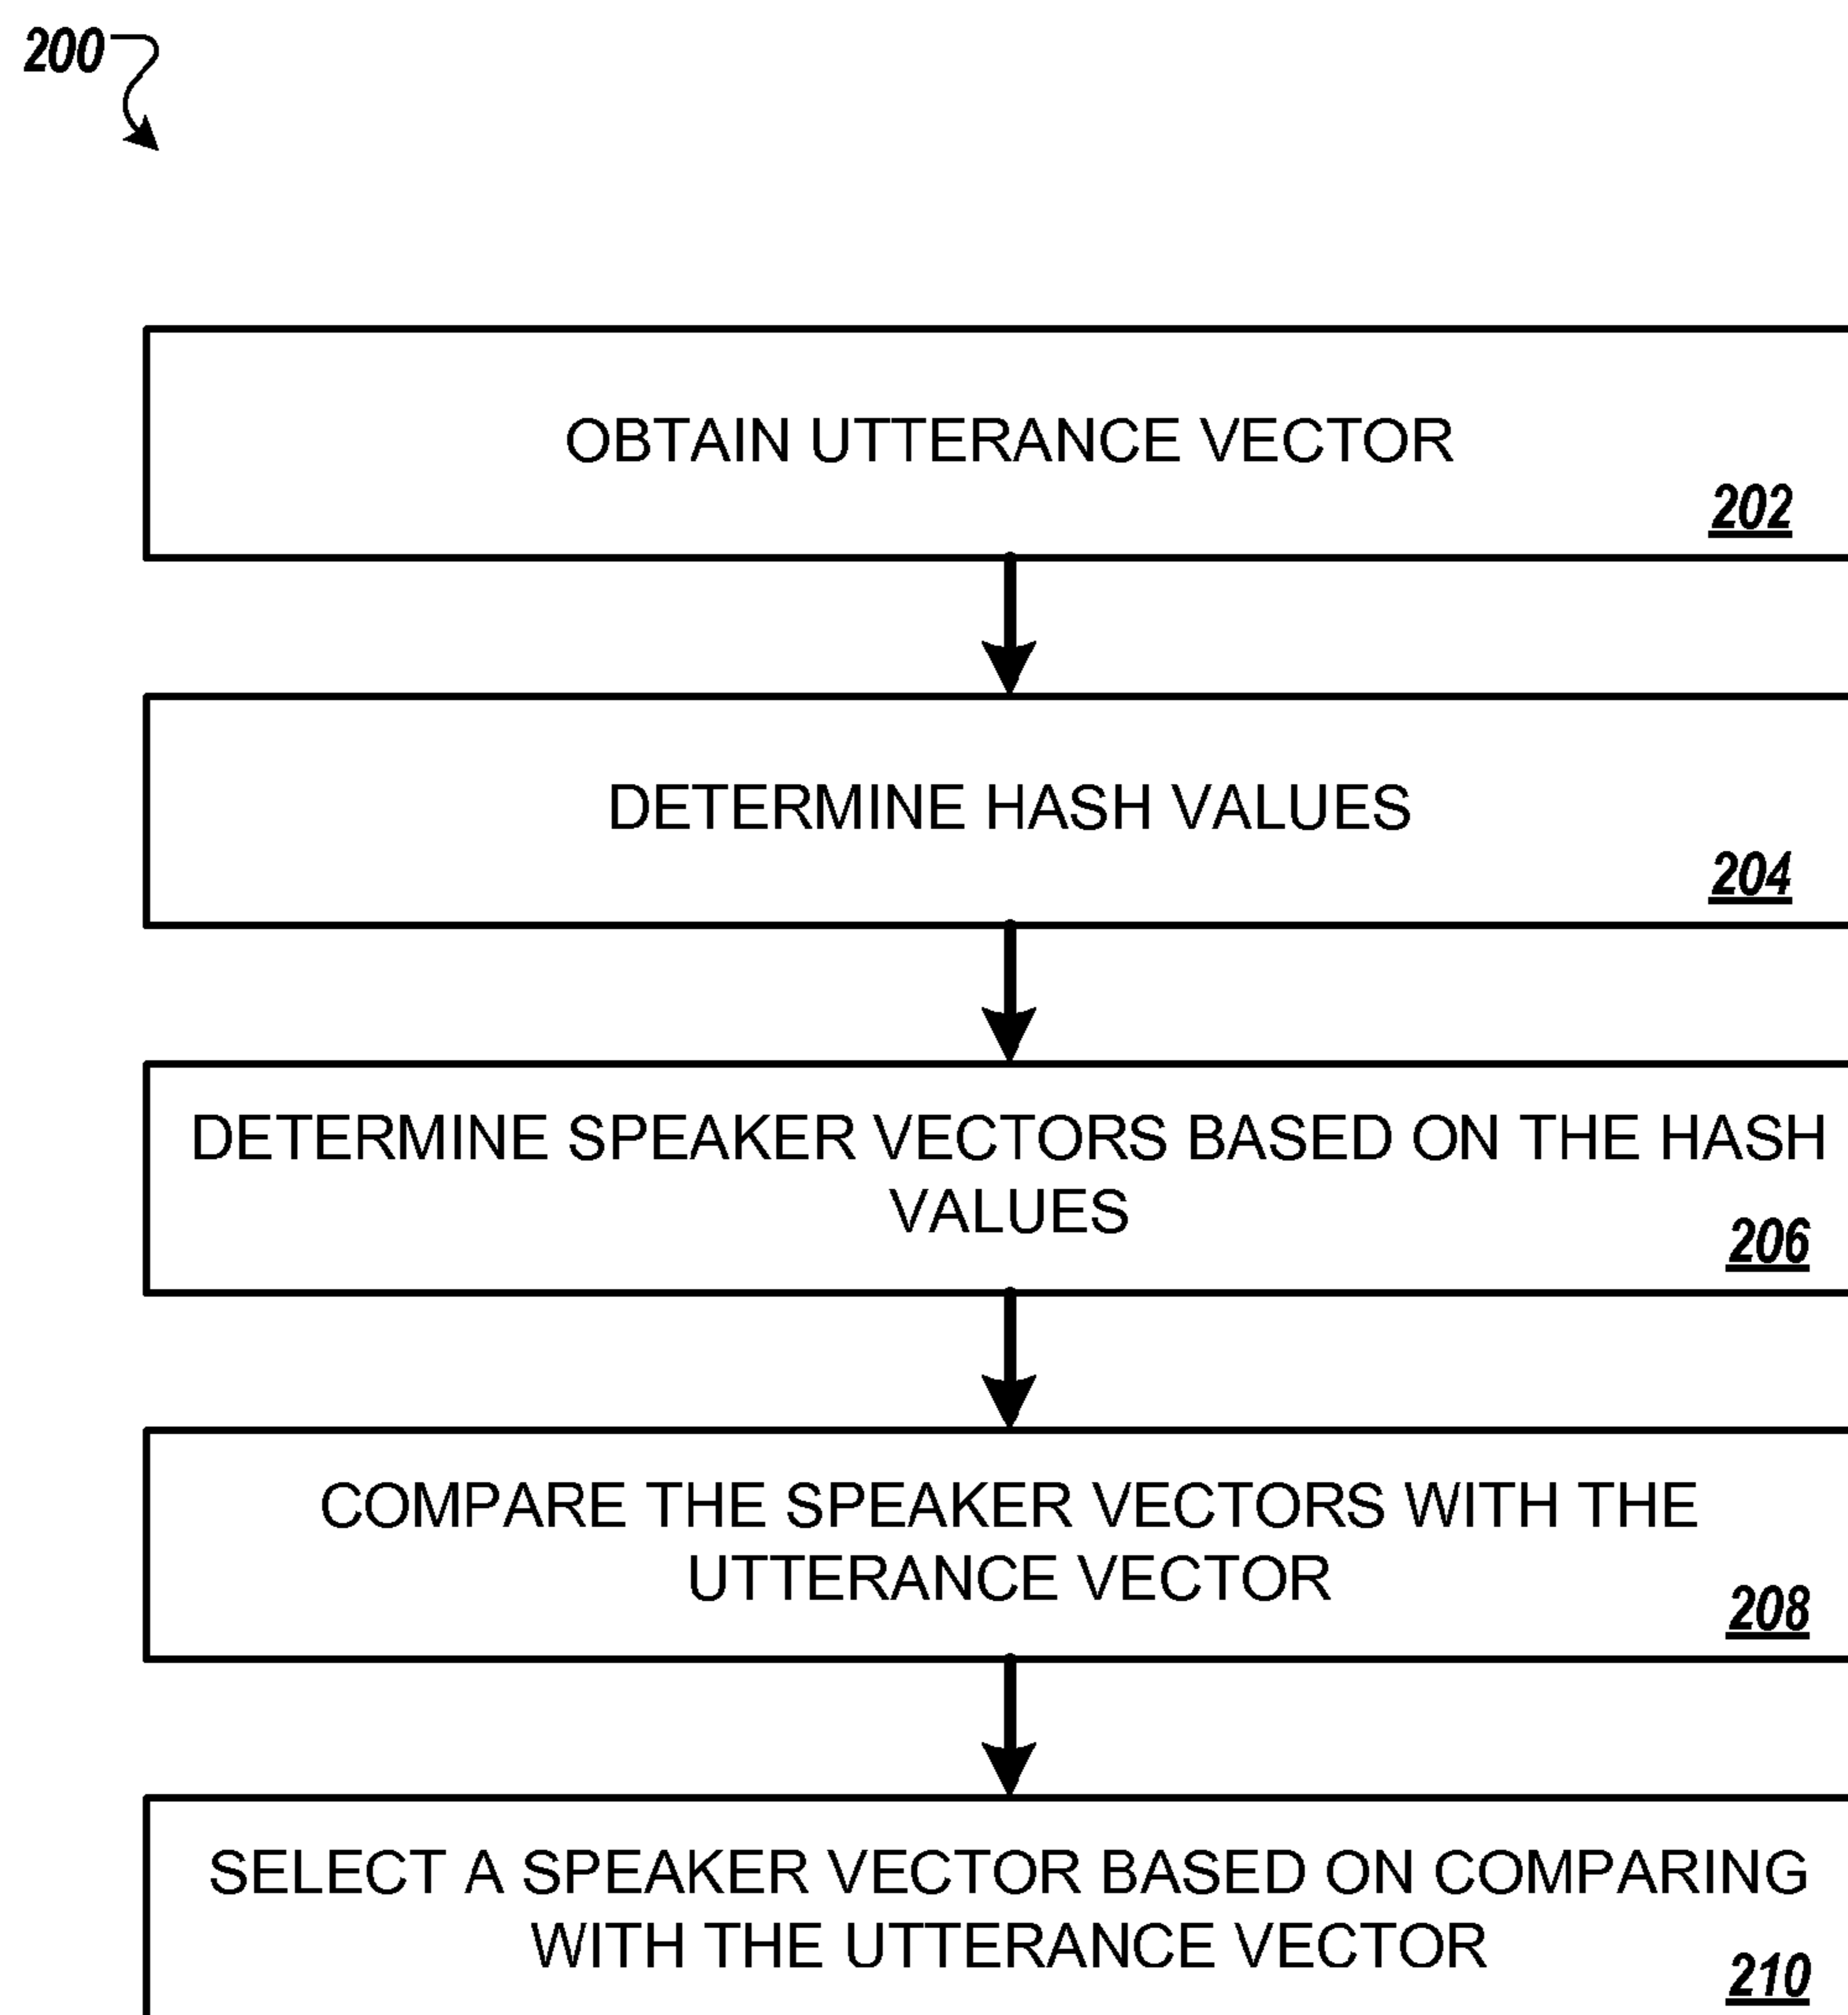 200
OBTAIN UTTERANCE VECTOR
202
DETERMINE HASH VALUES
204
DETERMINE SPEAKER VECTORS BASED ON THE HASH
VALUES
206
COMPARE THE SPEAKER VECTORS WITH THE
UTTERANCE VECTOR
208
SELECT A SPEAKER VECTOR BASED ON COMPARING
WITH THE UTTERANCE VECTOR
210